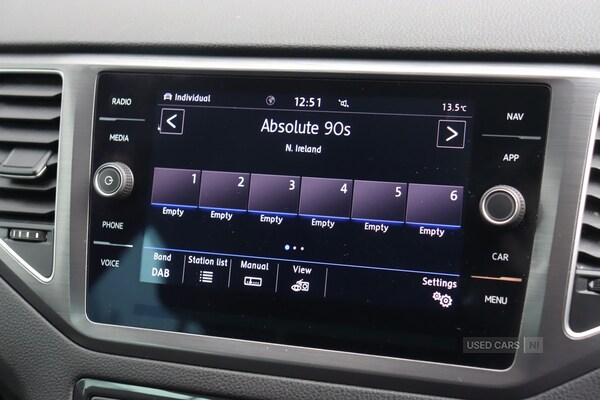 RADIO
MEDIA
PHONE
VOICE
Individual 12:51 13.5°C
Absolute 90s
N. Ireland
1 2 3 4 5 6
Empty Empty Empty Empty Empty Empty
Band Station list Manual View Settings
DAB
NAV
APP
CAR
MENU
USED CARS NI